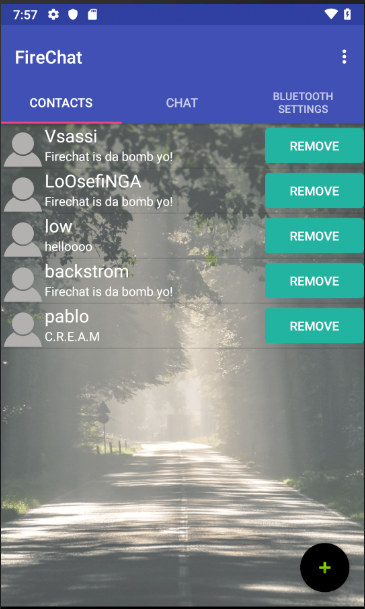 7:57
FireChat
CONTACTS
CHAT
BLUETOOTH
SETTINGS
Vsassi
Firechat is da bomb yo!
REMOVE
LoOsefiNGA
Firechat is da bomb yo!
REMOVE
low
helloooo
REMOVE
backstrom
Firechat is da bomb yo!
REMOVE
pablo
C.R.E.A.M
REMOVE
+